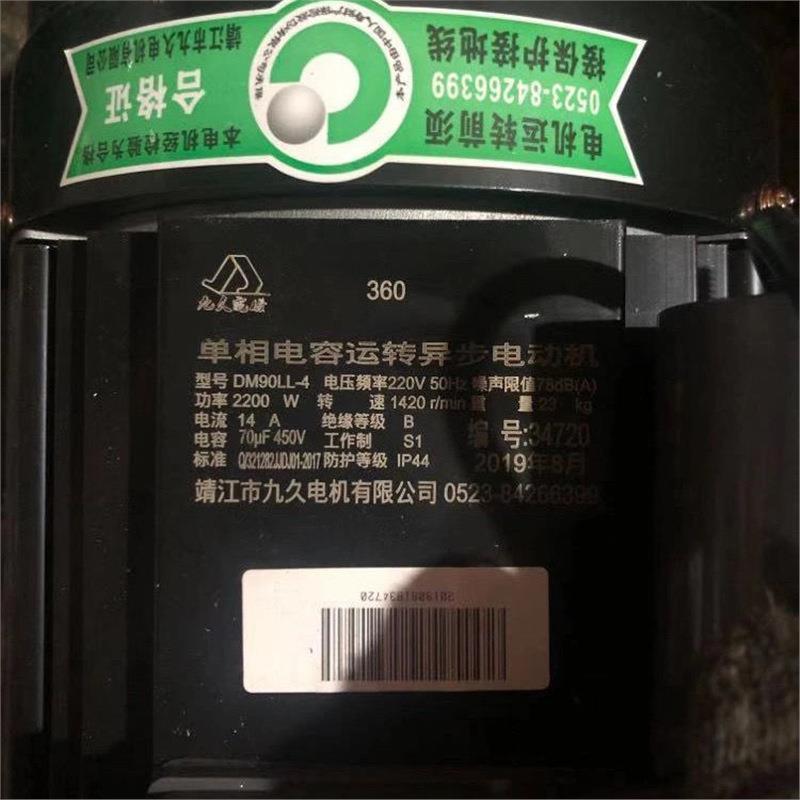 电机运转前须
接保护接地线
0523-84266399
合格证
本电机经检验为合格
靖江市九久电机有限公司
九久電機
360
单相电容运转异步电动机
型号 DM90LL-4 电压频率220V 50Hz 噪声限值78dB(A)
功率 2200 W 转 速 1420 r/min 重 量 23 kg
电流 14 A 绝缘等级 B 编 号:34720
电容 70μF 450V 工作制 S1
标准 Q/321282JJDJ01-2017 防护等级 IP44 2019年8月
靖江市九久电机有限公司 0523-84266399
2019081834720